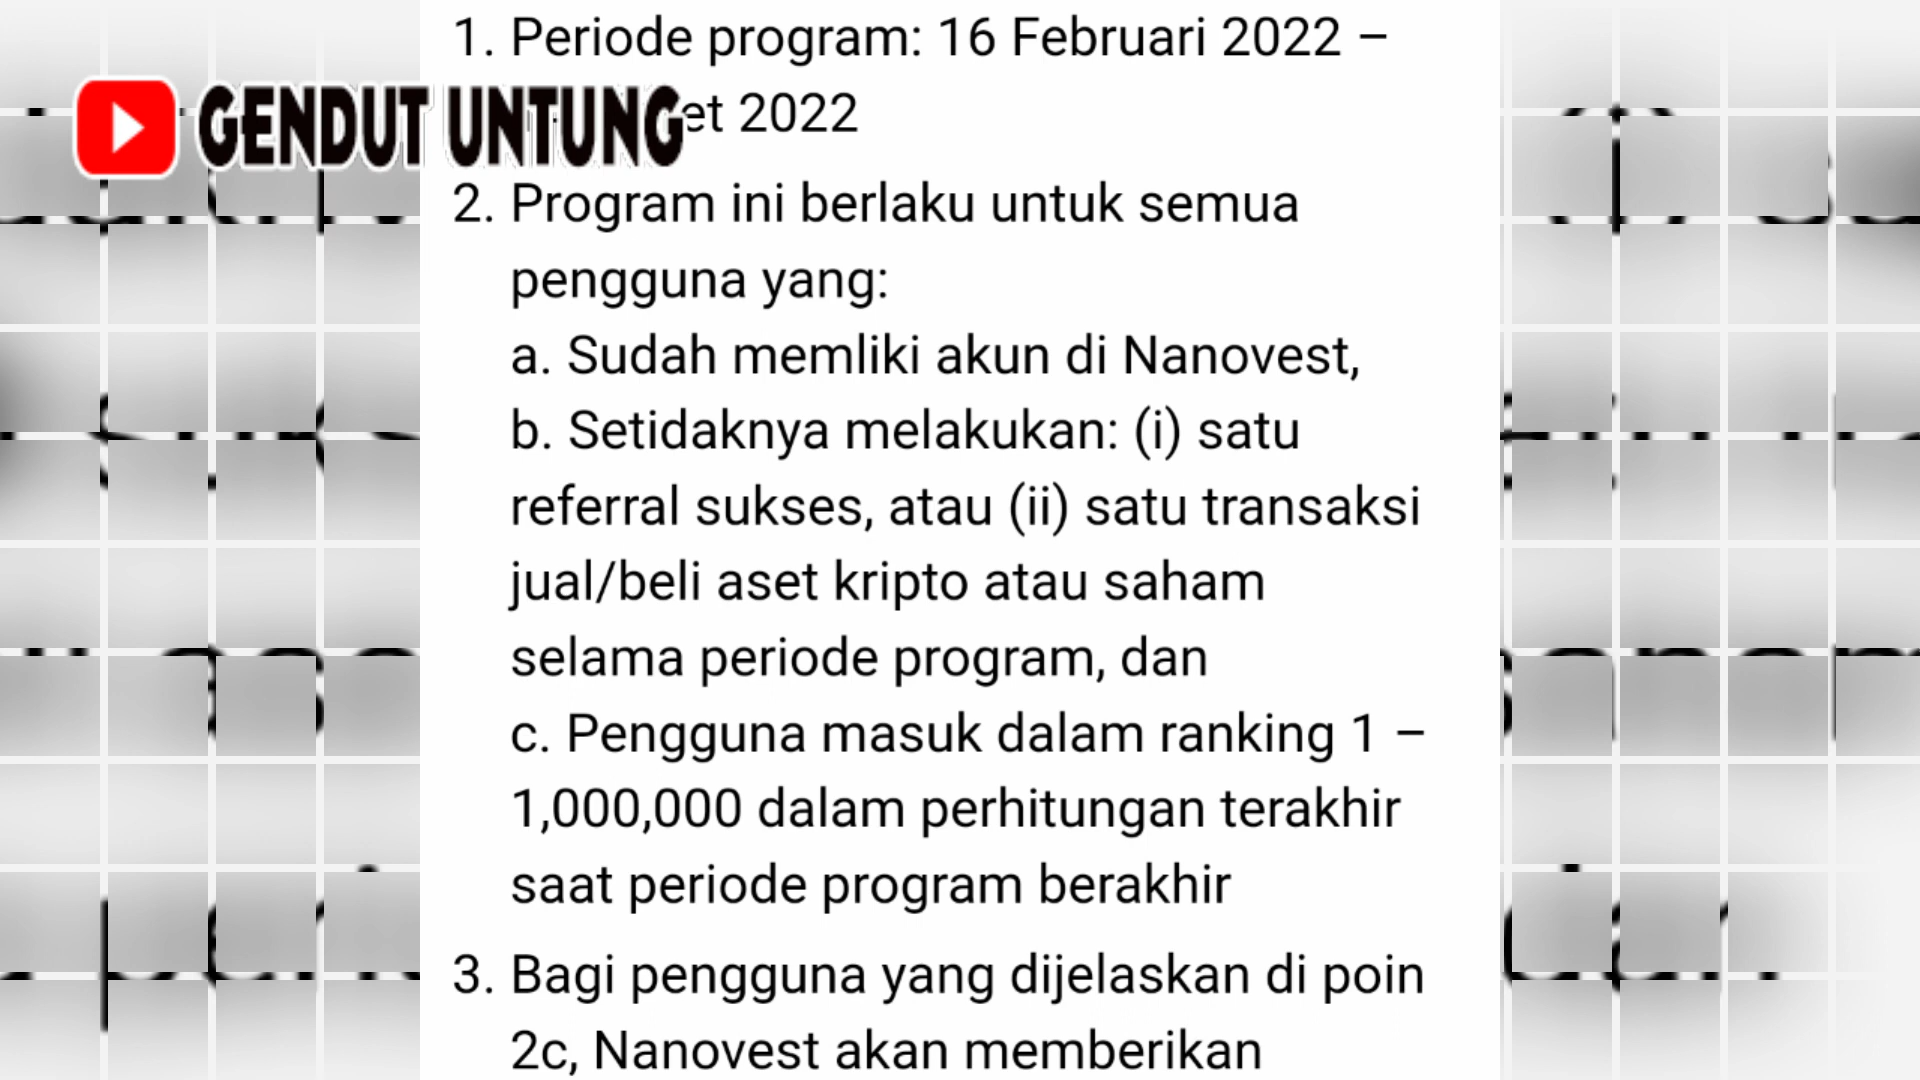 1. Periode program: 16 Februari 2022 –
GENDUT UNTUNG
2022
2. Program ini berlaku untuk semua
pengguna yang:
a. Sudah memliki akun di Nanovest,
b. Setidaknya melakukan: (i) satu
referral sukses, atau (ii) satu transaksi
jual/beli aset kripto atau saham
selama periode program, dan
c. Pengguna masuk dalam ranking 1 –
1,000,000 dalam perhitungan terakhir
saat periode program berakhir
3. Bagi pengguna yang dijelaskan di poin
2c, Nanovest akan memberikan